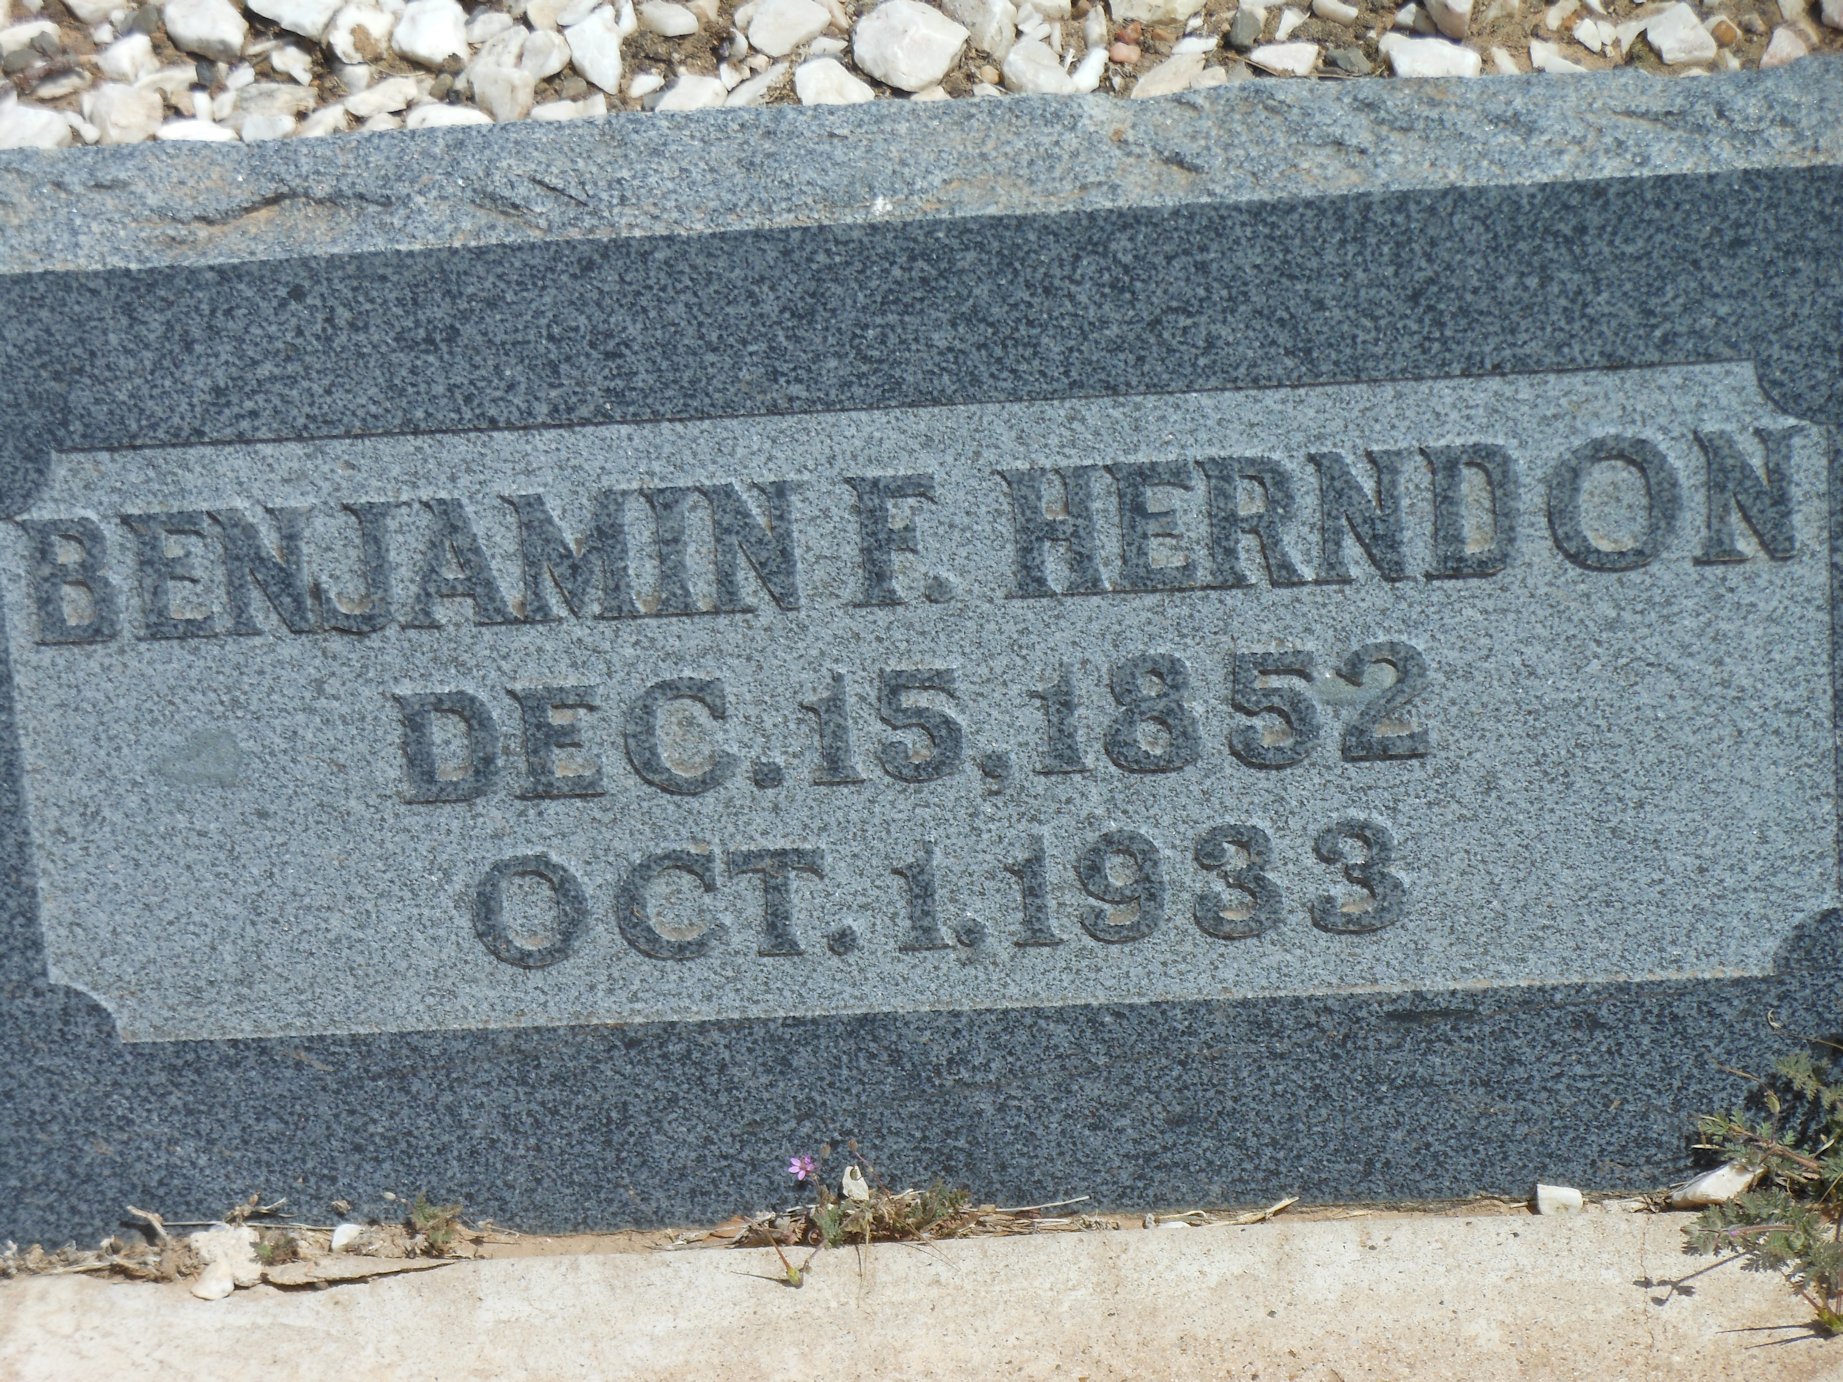 BENJAMIN F. HERNDON
DEC. 15, 1852
OCT. 1. 1933